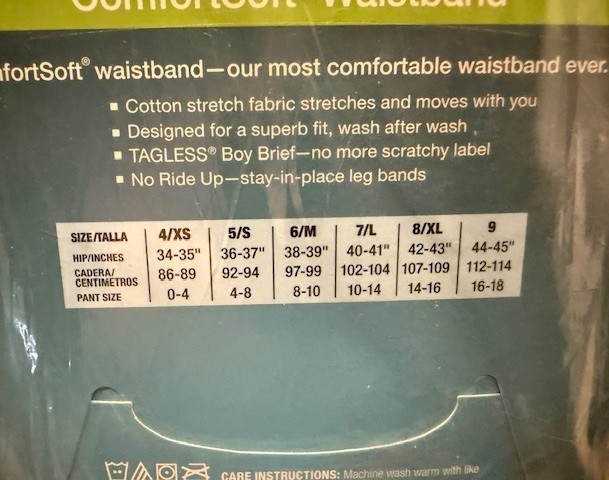 ComfortSoft® Waistband
mfortSoft® waistband—our most comfortable waistband ever.
▪ Cotton stretch fabric stretches and moves with you
▪ Designed for a superb fit, wash after wash
▪ TAGLESS® Boy Brief—no more scratchy label
▪ No Ride Up—stay-in-place leg bands
SIZE/TALLA 4/XS 5/S 6/M 7/L 8/XL 9
HIP/INCHES 34-35" 36-37" 38-39" 40-41" 42-43" 44-45"
CADERA/
CENTIMETROS 86-89 92-94 97-99 102-104 107-109 112-114
PANT SIZE 0-4 4-8 8-10 10-14 14-16 16-18
CARE INSTRUCTIONS: Machine wash warm with like